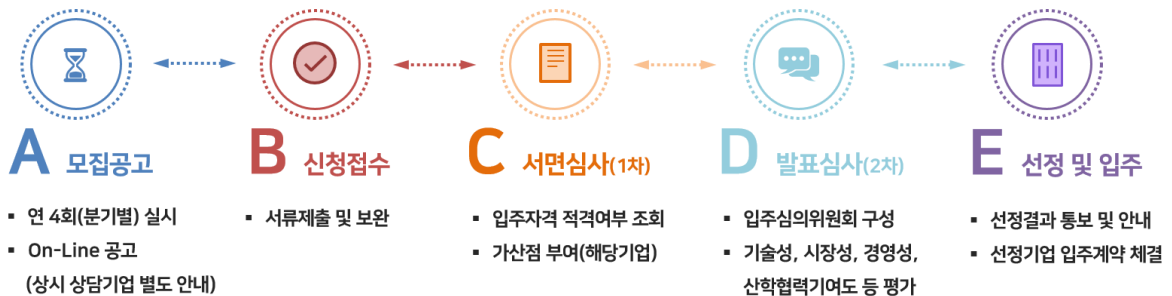 A 모집공고
▪ 연 4회(분기별) 실시
▪ On-Line 공고
(상시 상담기업 별도 안내)
B 신청접수
▪ 서류제출 및 보완
C 서면심사(1차)
▪ 입주자격 적격여부 조회
▪ 가산점 부여(해당기업)
D 발표심사(2차)
▪ 입주심의위원회 구성
▪ 기술성, 시장성, 경영성,
산학협력기여도 등 평가
E 선정 및 입주
▪ 선정결과 통보 및 안내
▪ 선정기업 입주계약 체결